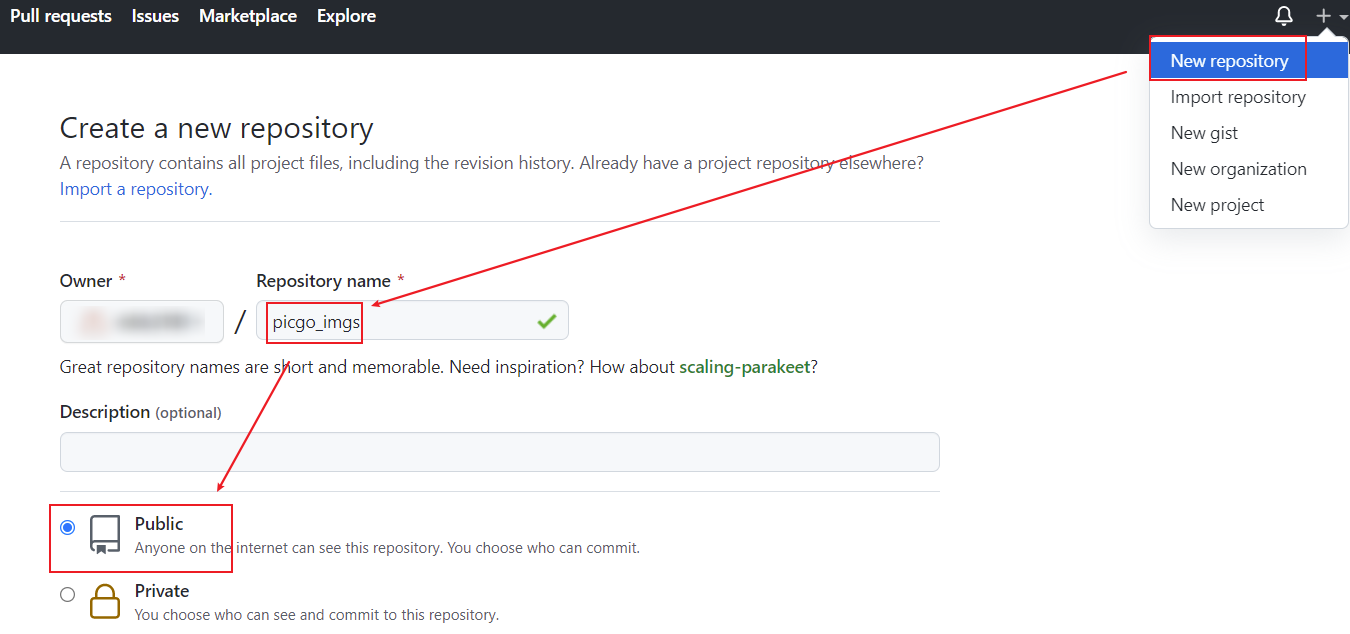 Pull requests Issues Marketplace Explore
New repository
Import repository
New gist
New organization
New project
Create a new repository
A repository contains all project files, including the revision history. Already have a project repository elsewhere?
Import a repository.
Owner * Repository name *
/ picgo_imgs
Great repository names are short and memorable. Need inspiration? How about scaling-parakeet?
Description (optional)
Public
Anyone on the internet can see this repository. You choose who can commit.
Private
You choose who can see and commit to this repository.